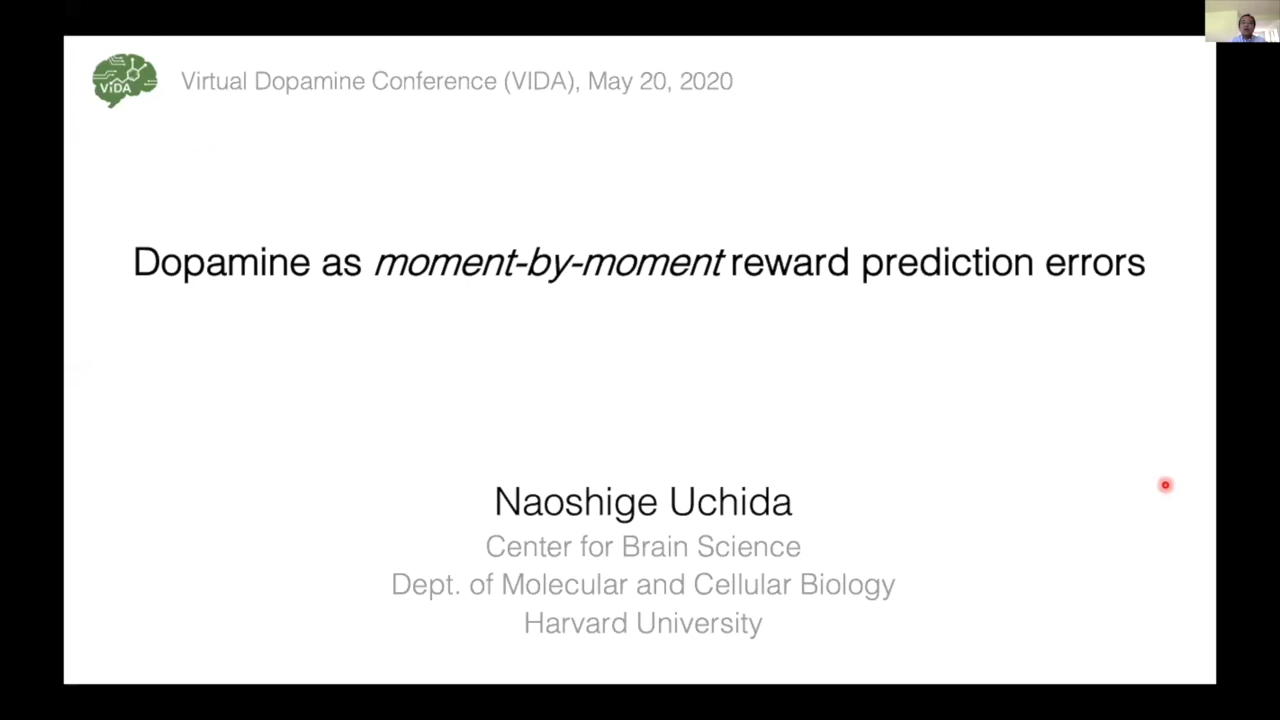 ViDA
Virtual Dopamine Conference (VIDA), May 20, 2020
Dopamine as moment-by-moment reward prediction errors
Naoshige Uchida
Center for Brain Science
Dept. of Molecular and Cellular Biology
Harvard University